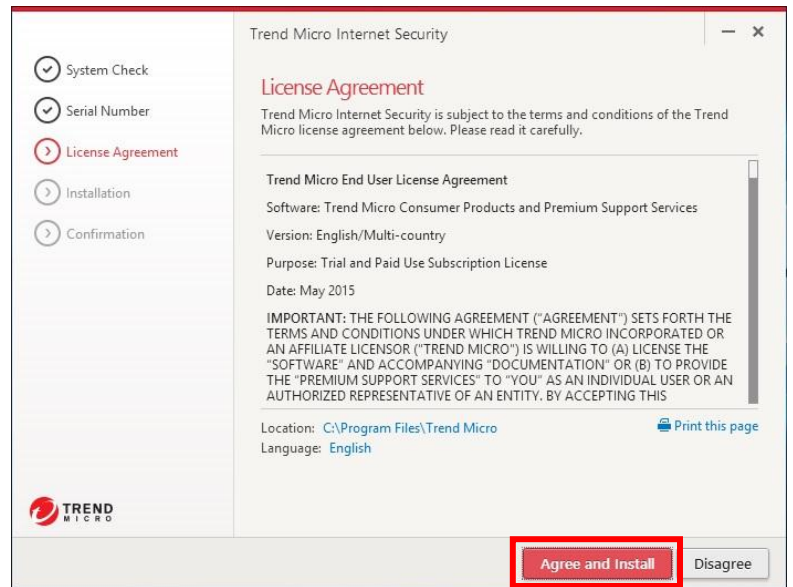 Trend Micro Internet Security
System Check
Serial Number
License Agreement
Installation
Confirmation
License Agreement
Trend Micro Internet Security is subject to the terms and conditions of the Trend
Micro license agreement below. Please read it carefully.
Trend Micro End User License Agreement
Software: Trend Micro Consumer Products and Premium Support Services
Version: English/Multi-country
Purpose: Trial and Paid Use Subscription License
Date: May 2015
IMPORTANT: THE FOLLOWING AGREEMENT ("AGREEMENT") SETS FORTH THE
TERMS AND CONDITIONS UNDER WHICH TREND MICRO INCORPORATED OR
AN AFFILIATE LICENSOR ("TREND MICRO") IS WILLING TO (A) LICENSE THE
"SOFTWARE" AND ACCOMPANYING "DOCUMENTATION" OR (B) TO PROVIDE
THE "PREMIUM SUPPORT SERVICES" TO "YOU" AS AN INDIVIDUAL USER OR AN
AUTHORIZED REPRESENTATIVE OF AN ENTITY. BY ACCEPTING THIS
Location: C:\Program Files\Trend Micro
Print this page
Language: English
TREND
MICRO
Agree and Install
Disagree